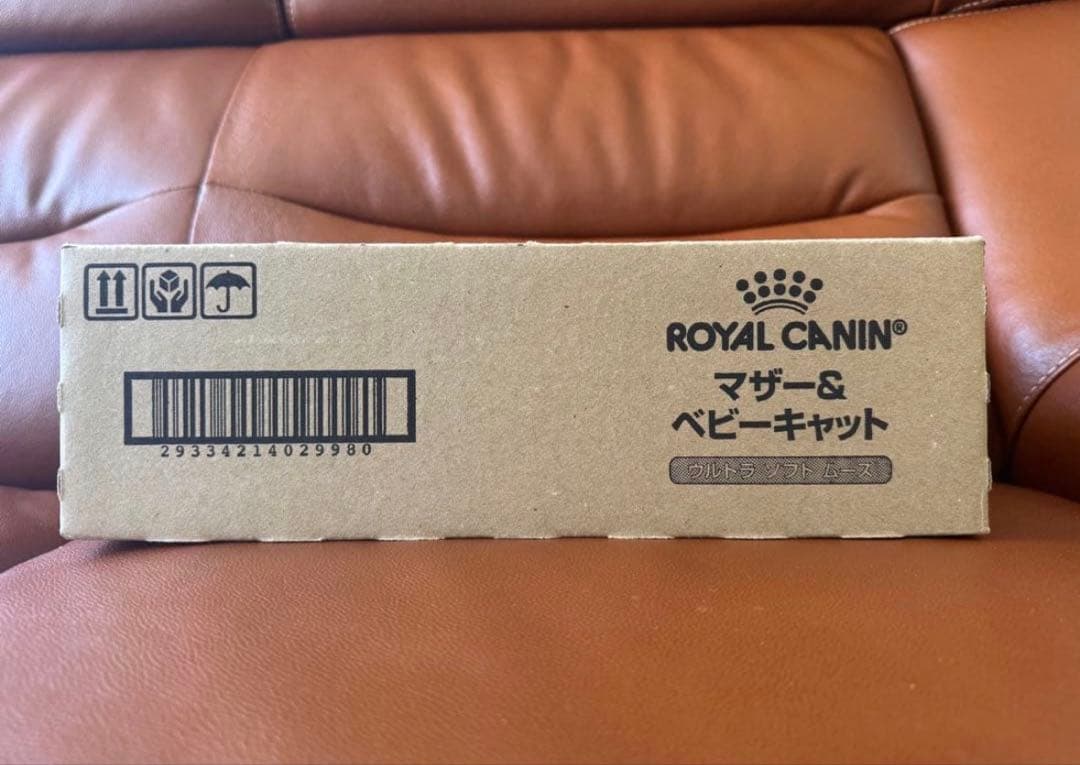 29334214029980
ROYAL CANIN®
マザー&
ベビーキャット
ウルトラ ソフト ムース